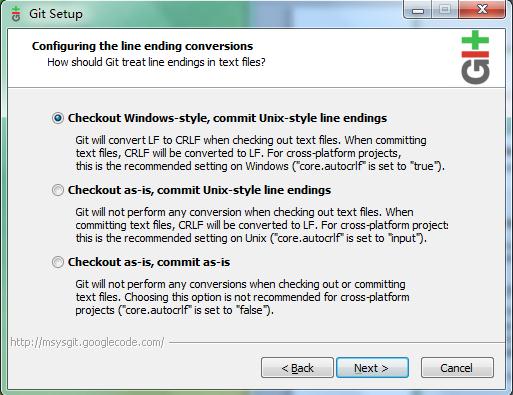 Git Setup
Configuring the line ending conversions
How should Git treat line endings in text files?
Git
Checkout Windows-style, commit Unix-style line endings
Git will convert LF to CRLF when checking out text files. When committing
text files, CRLF will be converted to LF. For cross-platform projects,
this is the recommended setting on Windows ("core.autocrlf" is set to "true").
Checkout as-is, commit Unix-style line endings
Git will not perform any conversion when checking out text files. When
committing text files, CRLF will be converted to LF. For cross-platform project:
this is the recommended setting on Unix ("core.autocrlf" is set to "input").
Checkout as-is, commit as-is
Git will not perform any conversions when checking out or committing
text files. Choosing this option is not recommended for cross-platform
projects ("core.autocrlf" is set to "false").
http://msysgit.googlecode.com/
< Back
Next >
Cancel